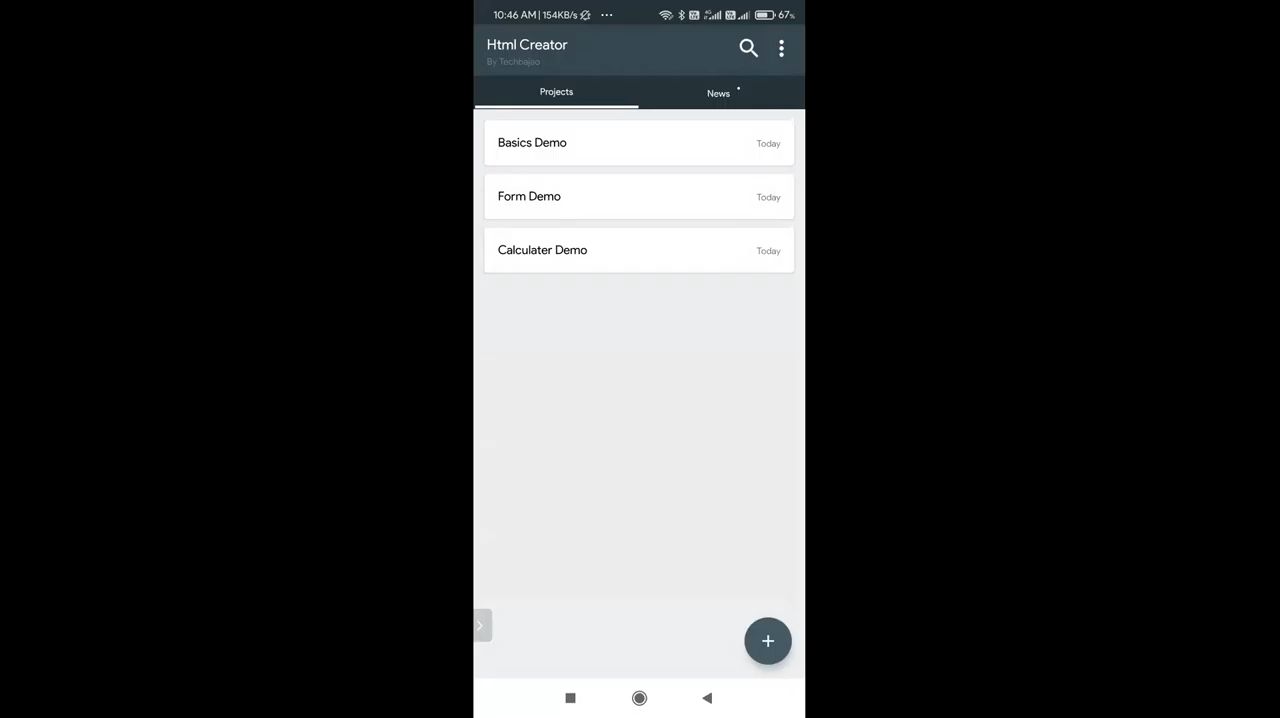 10:46 AM | 154KB/s ... 67%
Html Creator
By Techbajao
Projects
News
Basics Demo
Today
Form Demo
Today
Calculater Demo
Today